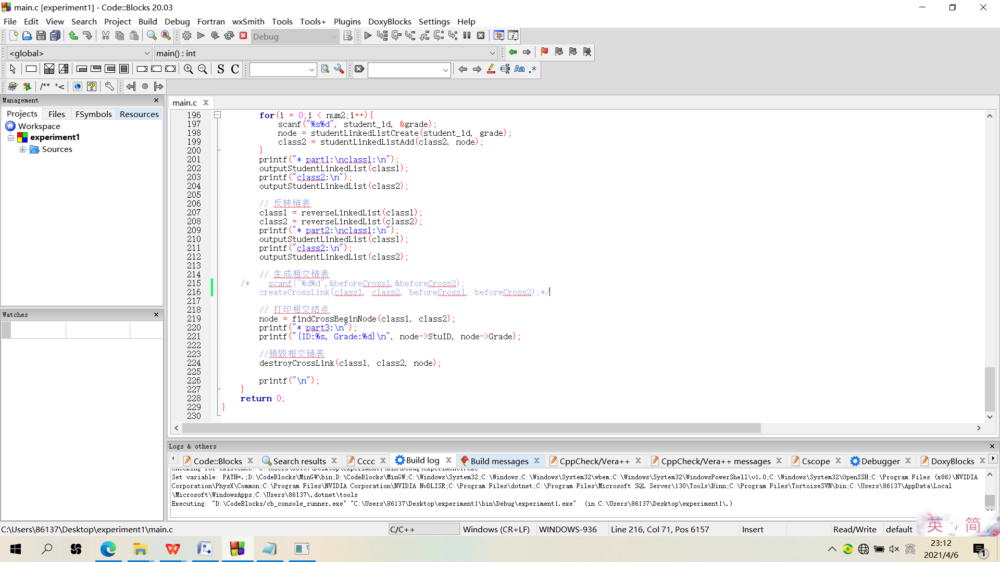 main.c [experiment1] - Code::Blocks 20.03
File Edit View Search Project Build Debug Fortran wxSmith Tools Tools+ Plugins DoxyBlocks Settings Help
Debug
<global> main() : int
S C
Aa .*
/** *<
Management
Projects Files FSymbols Resources
Workspace
experiment1
Sources
Watches
main.c
196 for(i = 0;i < num2;i++){
197 scanf("%s%d", student_id, &grade);
198 node = studentLinkedListCreate(student_id, grade);
199 class2 = studentLinkedListAdd(class2, node);
200 }
201 printf("* part1:\nclass1:\n");
202 outputStudentLinkedList(class1);
203 printf("class2:\n");
204 outputStudentLinkedList(class2);
205
206 // 反转链表
207 class1 = reverseLinkedList(class1);
208 class2 = reverseLinkedList(class2);
209 printf("* part2:\nclass1:\n");
210 outputStudentLinkedList(class1);
211 printf("class2:\n");
212 outputStudentLinkedList(class2);
213
214 // 生成相交链表
215 /* scanf("%d%d",&beforeCross1,&beforeCross2);
216 createCrossLink(class1, class2, beforeCross1, beforeCross2);*/
217
218 // 打印相交结点
219 node = findCrossBeginNode(class1, class2);
220 printf("* part3:\n");
221 printf("{ID:%s, Grade:%d}\n", node->StuID, node->Grade);
222
223 //销毁相交链表
224 destroyCrossLink(class1, class2, node);
225
226 printf("\n");
227 }
228 return 0;
229 }
230
Logs & others
Code::Blocks Search results Cccc Build log Build messages CppCheck/Vera++ CppCheck/Vera++ messages Cscope Debugger DoxyBlocks
Checking for existence: C:\Users\86137\Desktop\experiment1\bin\Debug\experiment1.exe
Set variable: PATH=.;D:\CodeBlocks\MinGW\bin;D:\CodeBlocks\MinGW;C:\Windows\System32;C:\Windows;C:\Windows\System32\wbem;C:\Windows\System32\WindowsPowerShell\v1.0;C:\Windows\System32\OpenSSH;C:\Program Files (x86)\NVIDIA
Corporation\PhysX\Common;C:\Program Files\NVIDIA Corporation\NVIDIA NvDLISR;C:\Program Files\dotnet;C:\Program Files\Microsoft SQL Server\130\Tools\Binn;C:\Program Files\TortoiseSVN\bin;C:\Users\86137\AppData\Local
\Microsoft\WindowsApps;C:\Users\86137\.dotnet\tools
Executing: "D:\CodeBlocks/cb_console_runner.exe" "C:\Users\86137\Desktop\experiment1\bin\Debug\experiment1.exe" (in C:\Users\86137\Desktop\experiment1\.)
C:\Users\86137\Desktop\experiment1\main.c C/C++ Windows (CR+LF) WINDOWS-936 Line 216, Col 71, Pos 6157 Insert Read/Write default
英 简
英
23:12
2021/4/6
1